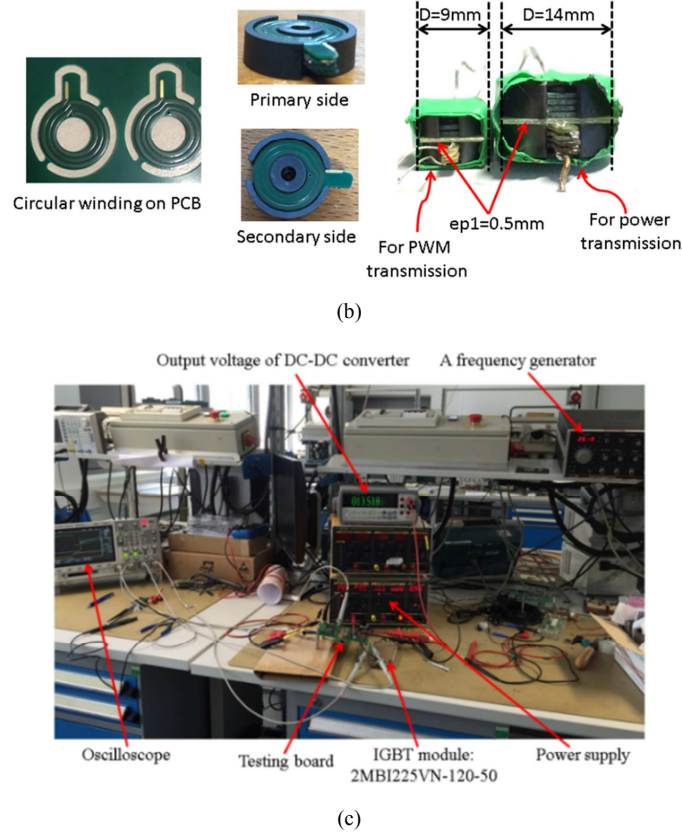 D=9mm
D=14mm
Primary side
Circular winding on PCB
Secondary side
ep1=0.5mm
For PWM
transmission
For power
transmission
(b)
Output voltage of DC-DC converter
A frequency generator
Oscilloscope
Testing board
IGBT module:
2MBI225VN-120-50
Power supply
(c)